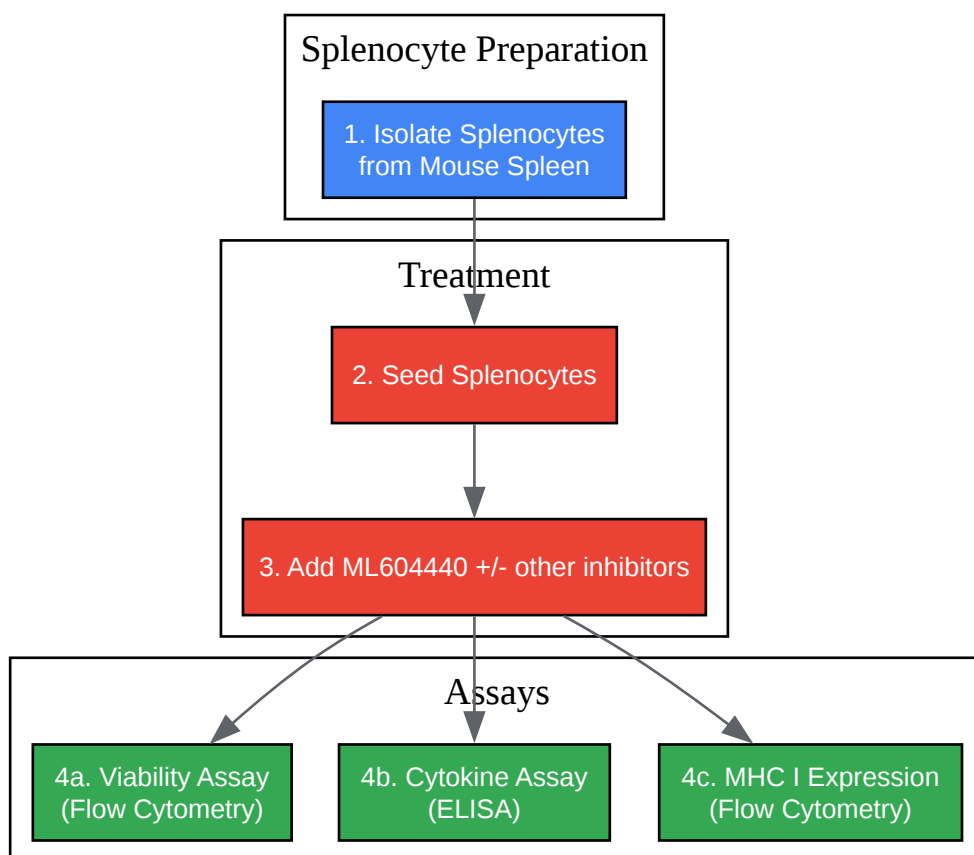 Splenocyte Preparation
1. Isolate Splenocytes
from Mouse Spleen
Treatment
2. Seed Splenocytes
3. Add ML604440 +/- other inhibitors
Assays
4a. Viability Assay
(Flow Cytometry)
4b. Cytokine Assay
(ELISA)
4c. MHC I Expression
(Flow Cytometry)